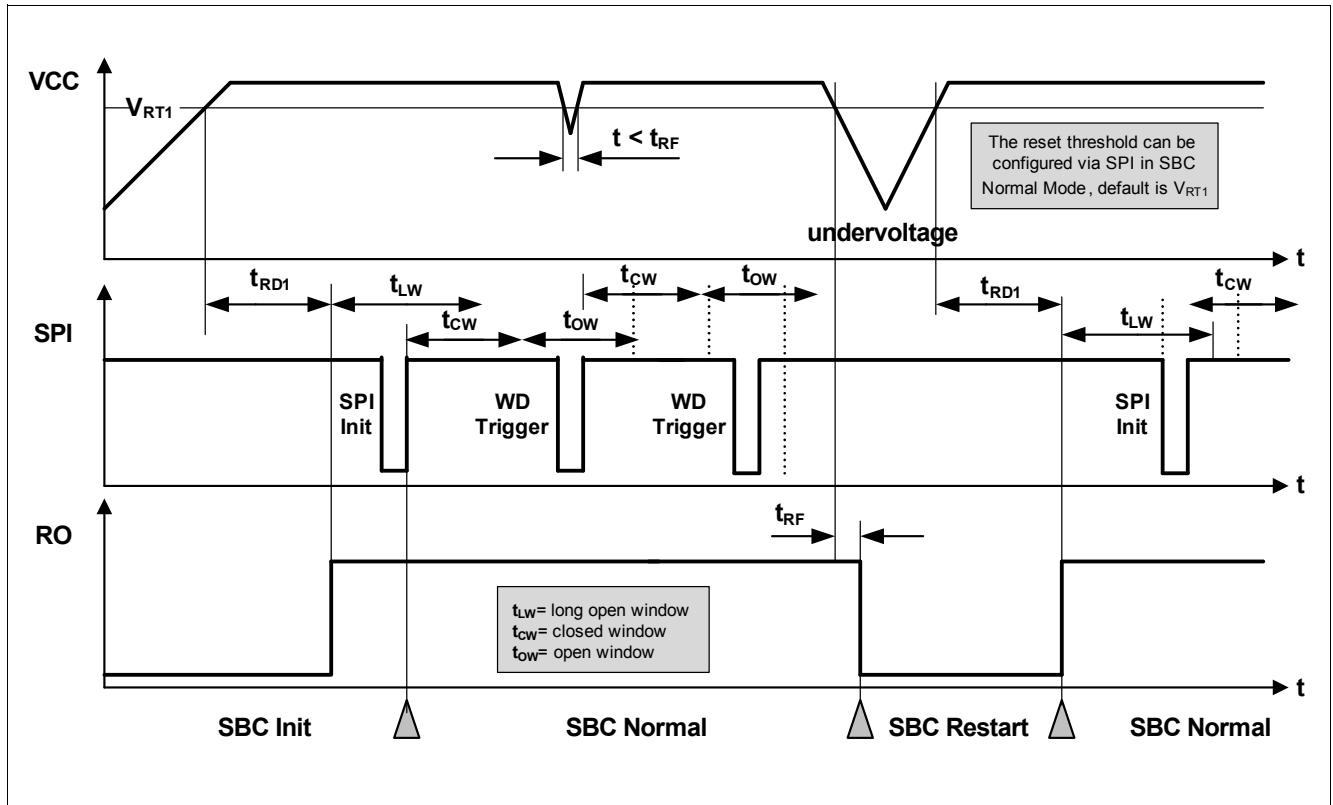 VCC
VRT1
t < tRF
The reset threshold can be
configured via SPI in SBC
Normal Mode, default is VRT1
undervoltage
t
tRD1
tLW
tCW
tOW
tCW
tOW
tRD1
tLW
tCW
SPI
SPI
Init
WD
Trigger
WD
Trigger
SPI
Init
t
RO
tRF
tLW= long open window
tCW= closed window
tOW= open window
t
SBC Init
SBC Normal
SBC Restart
SBC Normal